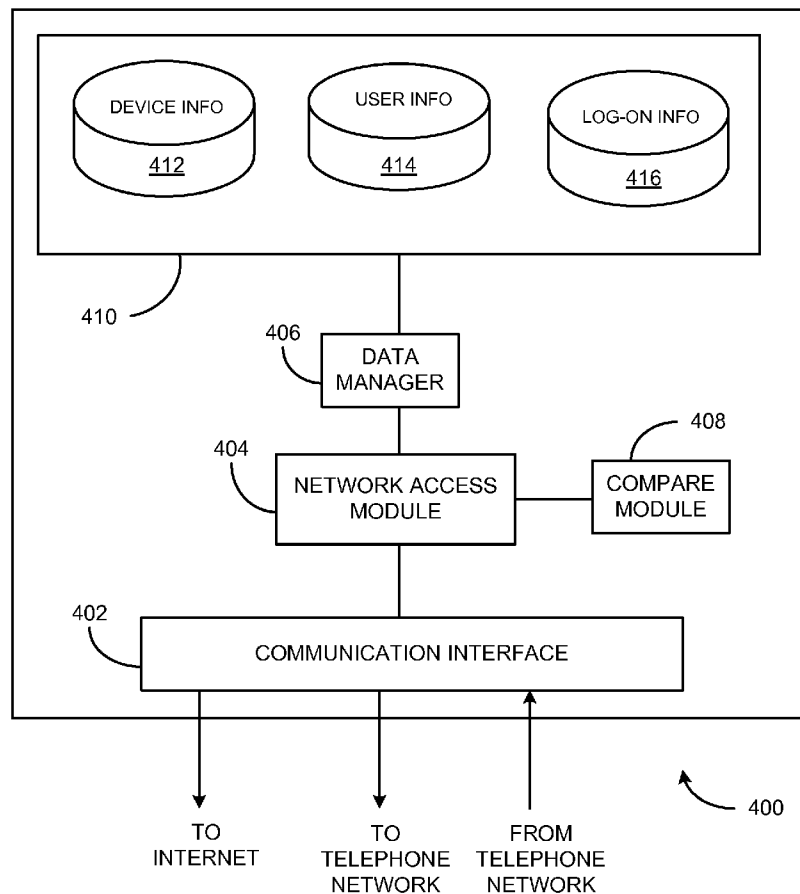 DEVICE INFO
412
USER INFO
414
LOG-ON INFO
416
410
406
DATA
MANAGER
404
NETWORK ACCESS
MODULE
408
COMPARE
MODULE
402
COMMUNICATION INTERFACE
TO
INTERNET
TO
TELEPHONE
NETWORK
FROM
TELEPHONE
NETWORK
400